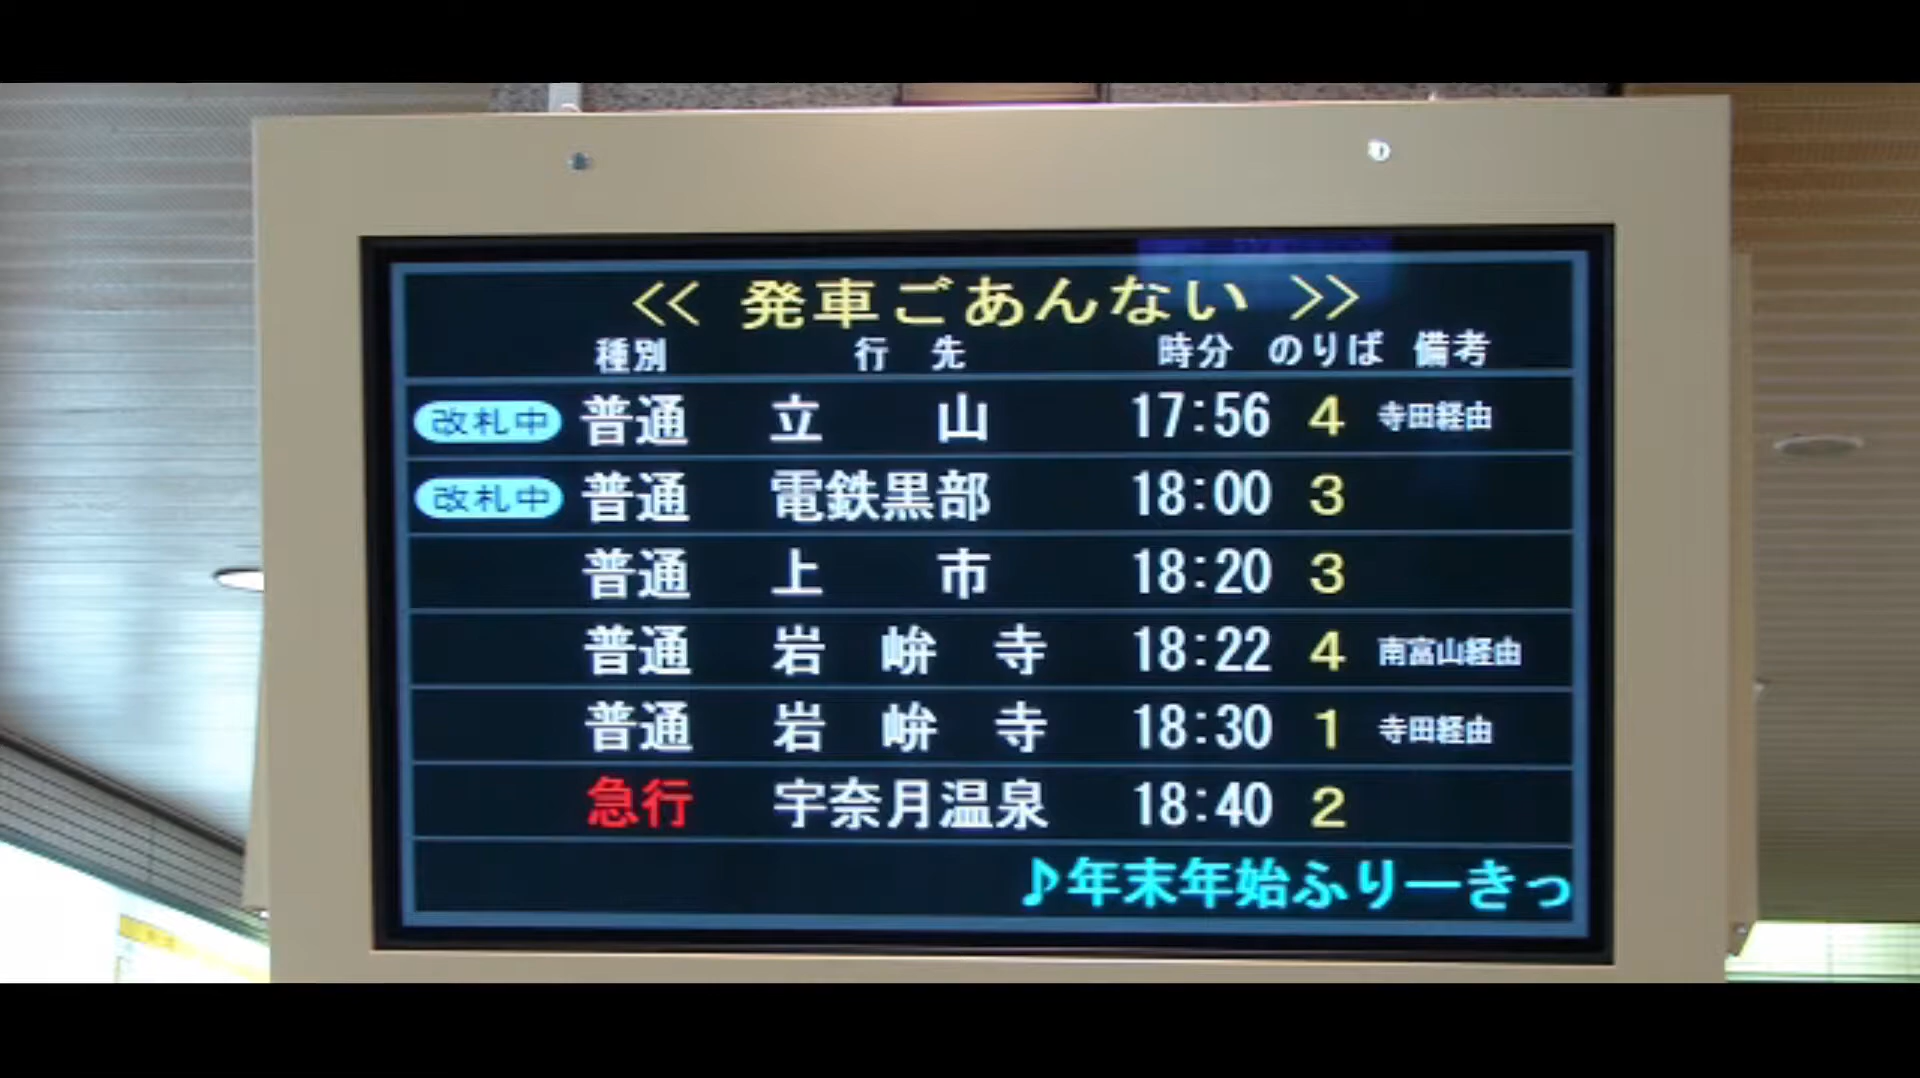 << 発車ごあんない >>
種別 行先 時分 のりば 備考
改札中 普通 立山 17:56 4 寺田経由
改札中 普通 電鉄黒部 18:00 3
普通 上市 18:20 3
普通 岩峅寺 18:22 4 南富山経由
普通 岩峅寺 18:30 1 寺田経由
急行 宇奈月温泉 18:40 2
♪年末年始ふりーきっ